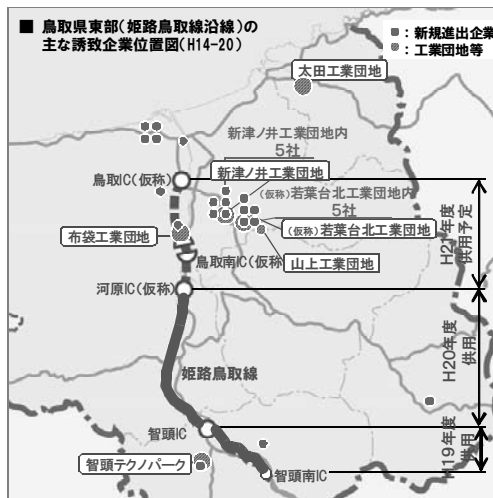 ■ 鳥取県東部(姫路鳥取線沿線)の
主な誘致企業位置図(H14-20)
：新規進出企業
：工業団地等
太田工業団地
新津ノ井工業団地内
5社
新津ノ井工業団地
鳥取IC(仮称)
(仮称)若葉台北工業団地内
5社
(仮称)若葉台北工業団地
布袋工業団地
鳥取南IC(仮称)
山上工業団地
H21年度
供用予定
河原IC(仮称)
H20年度
供用
姫路鳥取線
智頭IC
H19年度
供用
智頭テクノパーク
智頭南IC